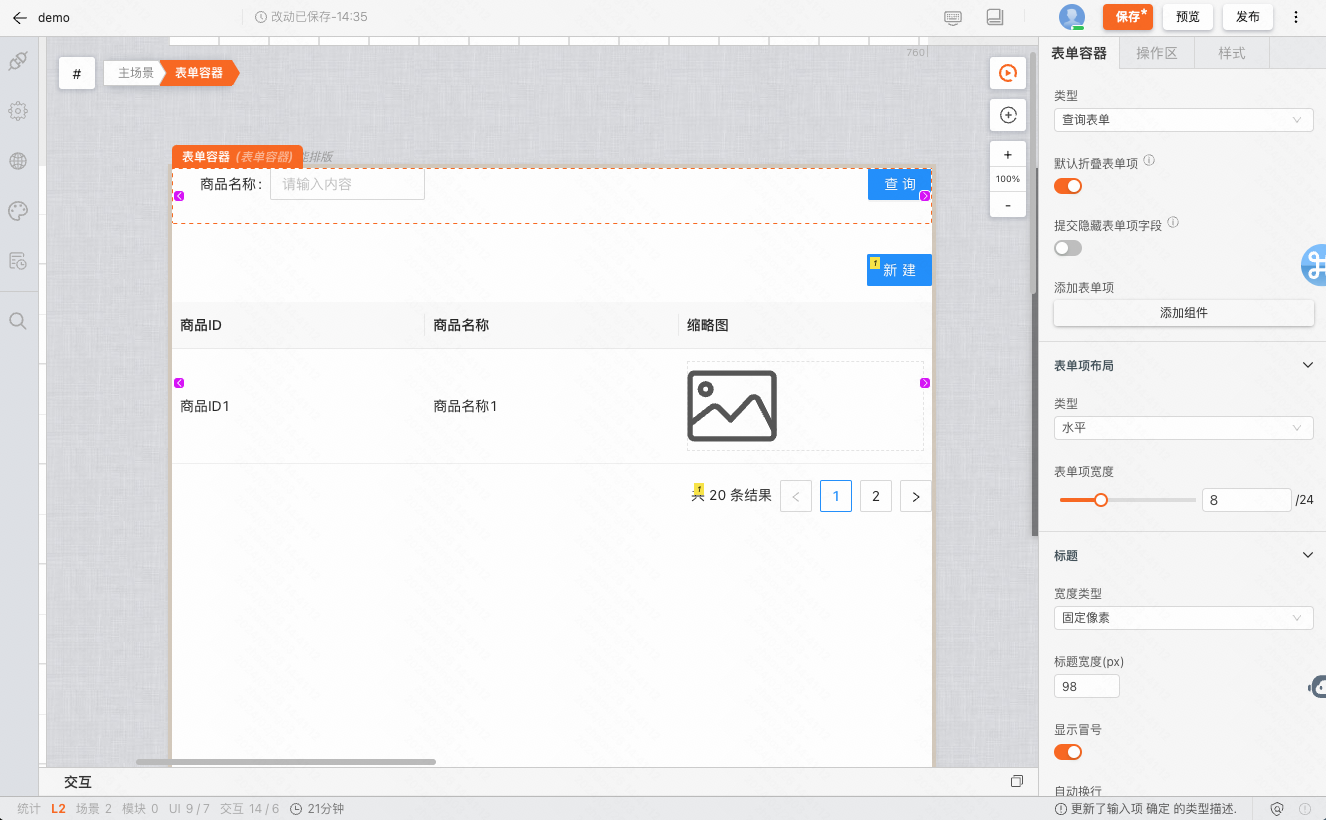 demo
改动已保存-14:35
保存*
预览
发布
760
#
主场景
表单容器
表单容器
操作区
样式
类型
查询表单
默认折叠表单项
提交隐藏表单项字段
添加表单项
添加组件
表单项布局
类型
水平
表单项宽度
8
/24
标题
宽度类型
固定像素
标题宽度(px)
98
显示冒号
自动换行
+
100%
-
表单容器 (表单容器)
能排版
商品名称:
请输入内容
查 询
f
新 建
商品ID
商品名称
缩略图
商品ID1
商品名称1
f
共 20 条结果
<
1
2
>
交互
统计
L2
场景 2
模块 0
UI 9 / 7
交互 14 / 6
21分钟
更新了输入项 确定 的类型描述.